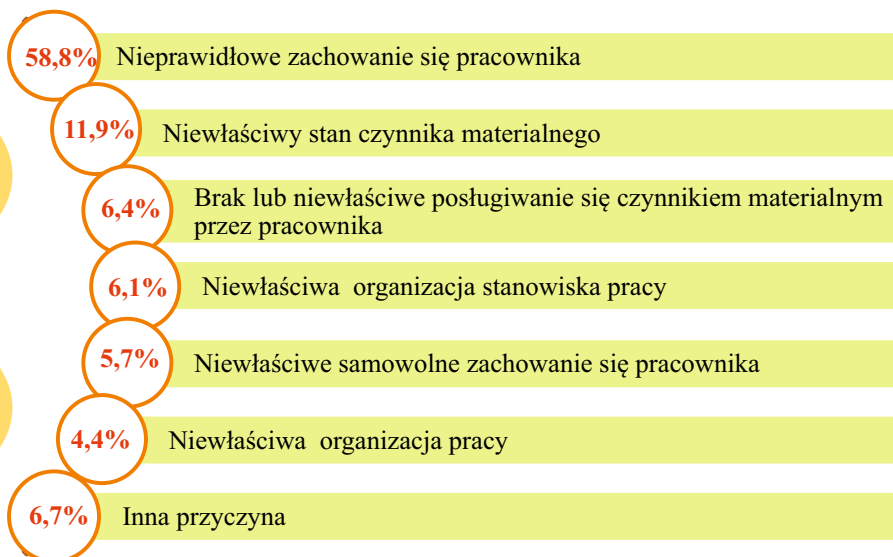 58,8% Nieprawidłowe zachowanie się pracownika
11,9% Niewłaściwy stan czynnika materialnego
6,4% Brak lub niewłaściwe posługiwanie się czynnikiem materialnym
przez pracownika
6,1% Niewłaściwa organizacja stanowiska pracy
5,7% Niewłaściwe samowolne zachowanie się pracownika
4,4% Niewłaściwa organizacja pracy
6,7% Inna przyczyna